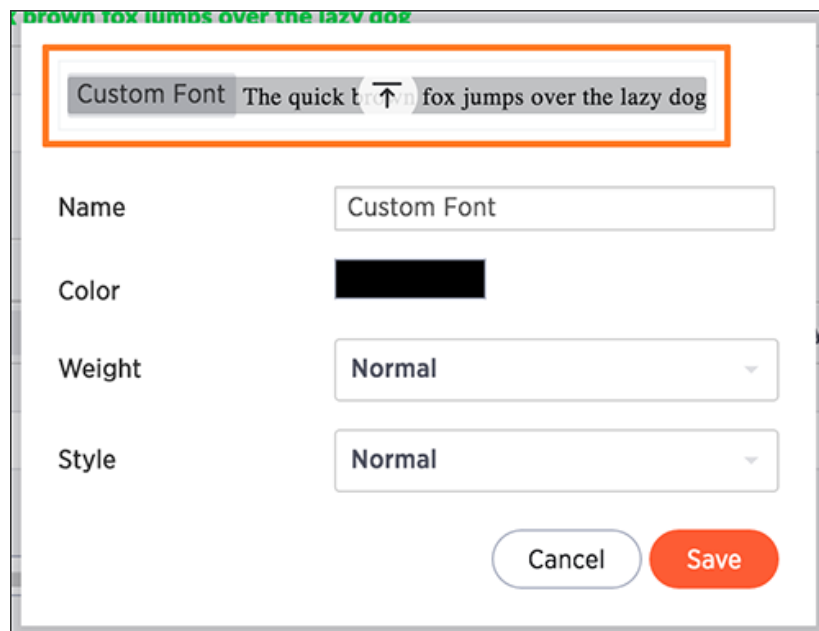 brown fox jumps over the lazy dog
Custom Font The quick brown fox jumps over the lazy dog
Name Custom Font
Color
Weight Normal
Style Normal
Cancel Save